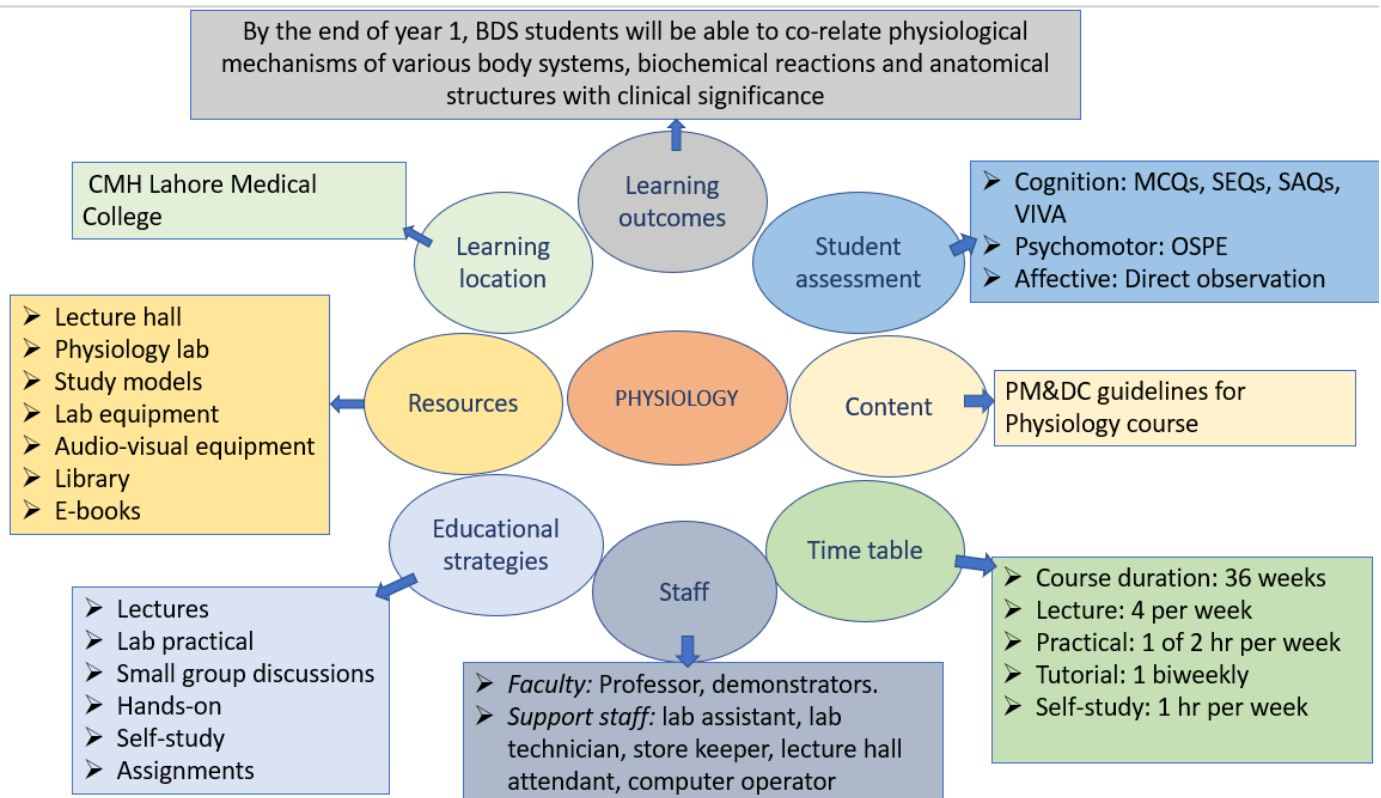 By the end of year 1, BDS students will be able to co-relate physiological
mechanisms of various body systems, biochemical reactions and anatomical
structures with clinical significance
Learning
outcomes
CMH Lahore Medical
College
Learning
location
Student
assessment
➢ Cognition: MCQs, SEQs, SAQs,
VIVA
➢ Psychomotor: OSPE
➢ Affective: Direct observation
➢ Lecture hall
➢ Physiology lab
➢ Study models
➢ Lab equipment
➢ Audio-visual equipment
➢ Library
➢ E-books
Resources
PHYSIOLOGY
Content
PM&DC guidelines for
Physiology course
Educational
strategies
➢ Lectures
➢ Lab practical
➢ Small group discussions
➢ Hands-on
➢ Self-study
➢ Assignments
Staff
➢ Faculty: Professor, demonstrators.
➢ Support staff: lab assistant, lab
technician, store keeper, lecture hall
attendant, computer operator
Time table
➢ Course duration: 36 weeks
➢ Lecture: 4 per week
➢ Practical: 1 of 2 hr per week
➢ Tutorial: 1 biweekly
➢ Self-study: 1 hr per week